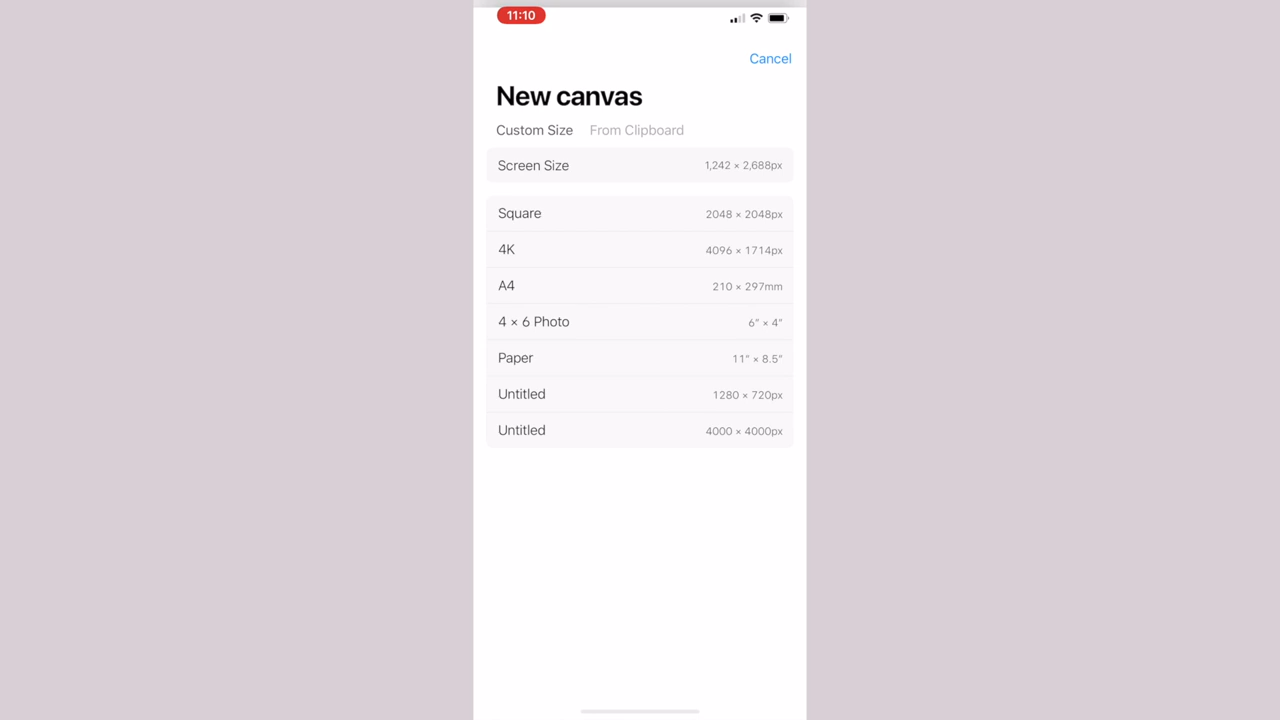 11:10
Cancel
New canvas
Custom Size From Clipboard
Screen Size 1,242 × 2,688px
Square 2048 × 2048px
4K 4096 × 1714px
A4 210 × 297mm
4 × 6 Photo 6" × 4"
Paper 11" × 8.5"
Untitled 1280 × 720px
Untitled 4000 × 4000px